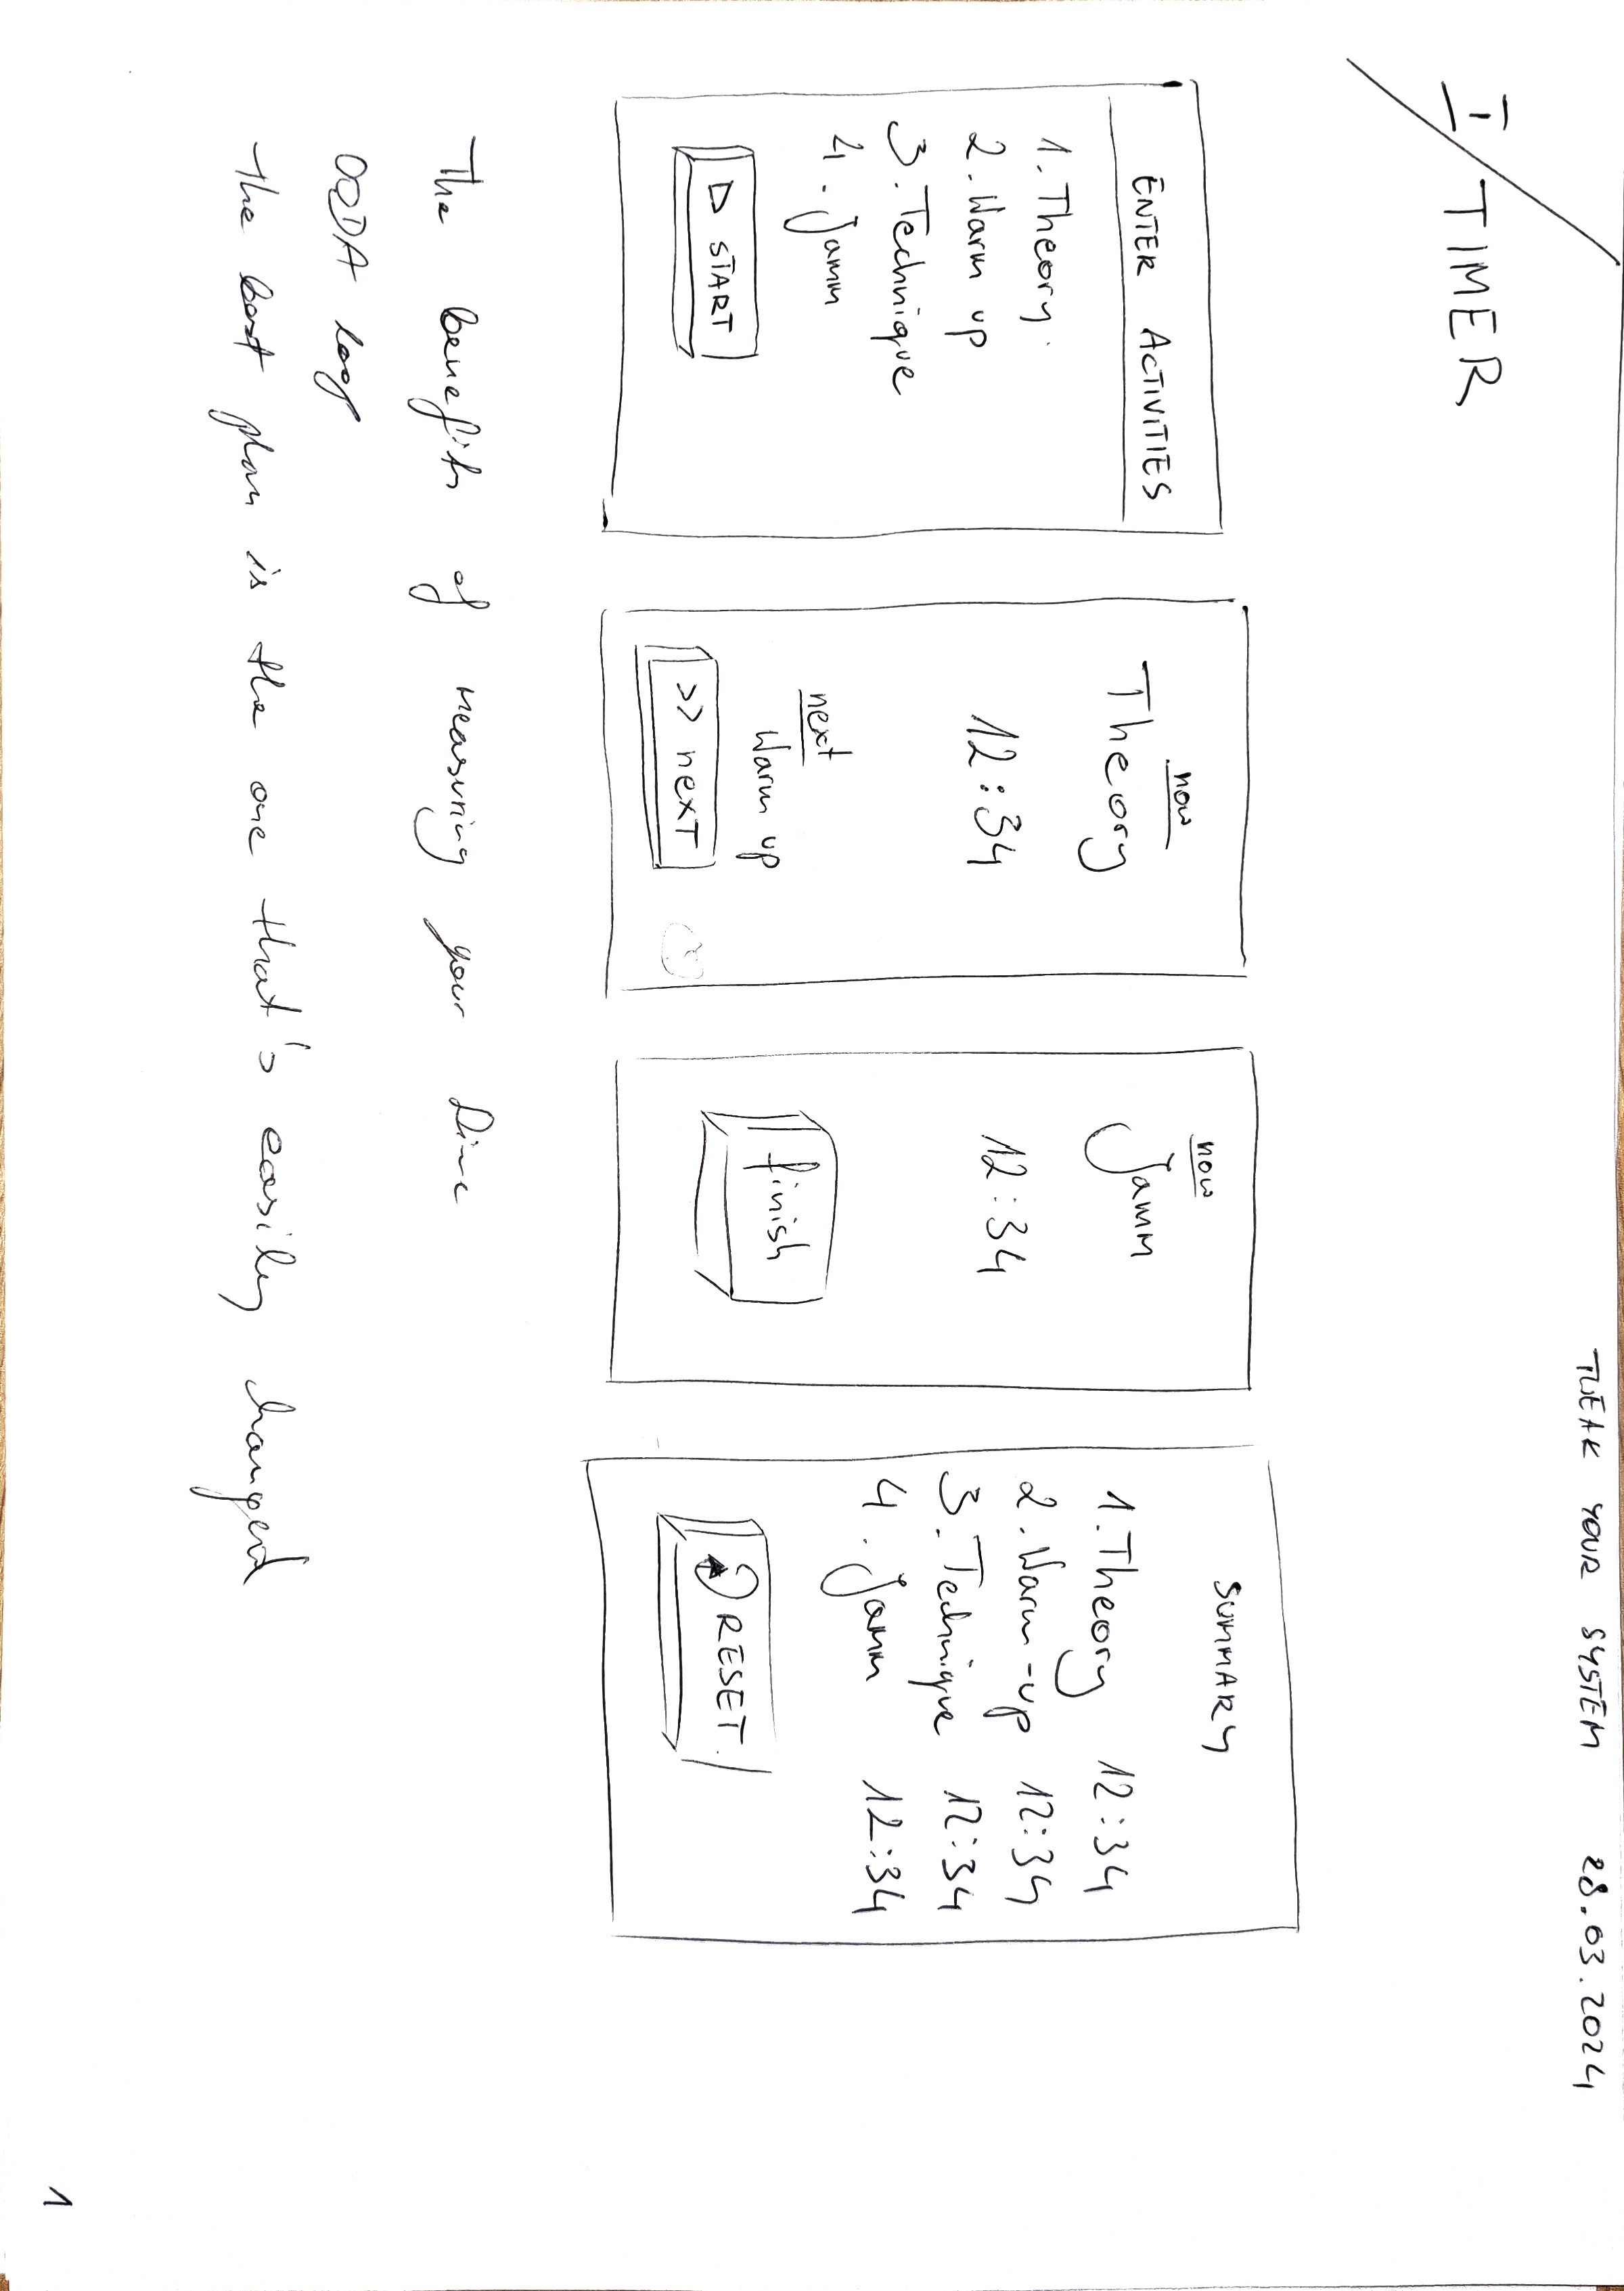 TWEAK YOUR SYSTEM 28.03.2024
I / TIMER
ENTER ACTIVITIES
1. Theory
2. Warm up
3. Technique
4. Jamm
START
now
Theory
12:34
next
Warm up
>> next
now
Jamm
12:34
finish
SUMMARY
1. Theory 12:34
2. Warm-up 12:34
3. Technique 12:34
4. Jamm 12:34
RESET
The benefits of measuring your time
OODA loop
The best plan is the one that's easily changed
1